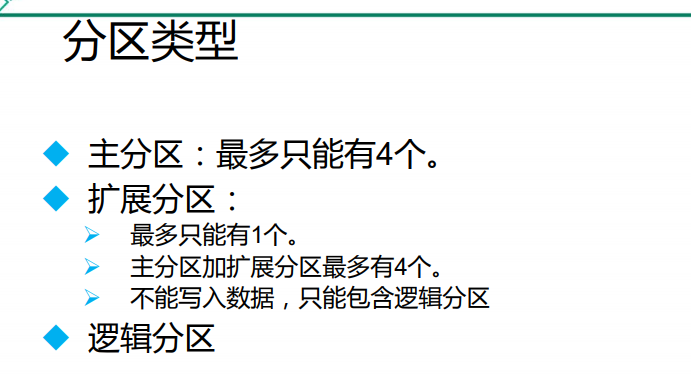 分区类型
主分区：最多只能有4个。
扩展分区：
最多只能有1个。
主分区加扩展分区最多有4个。
不能写入数据，只能包含逻辑分区
逻辑分区